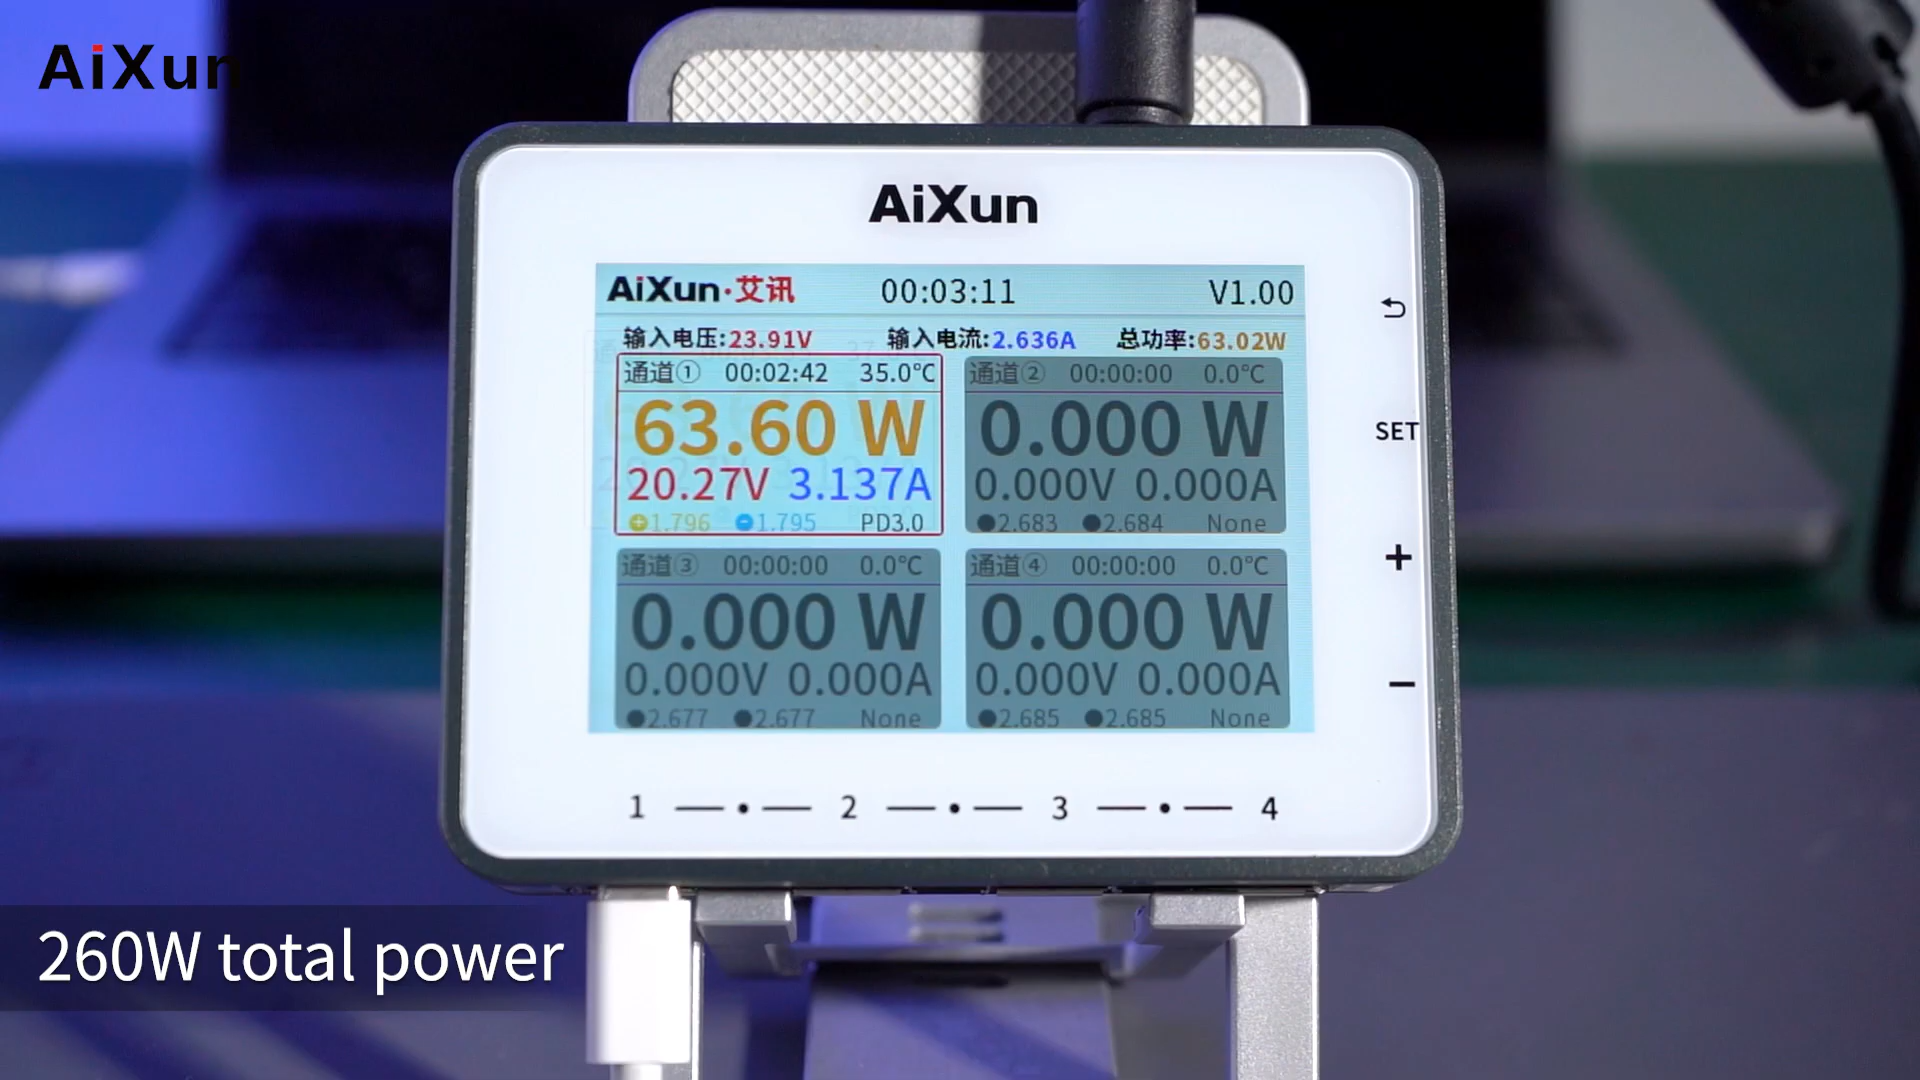 AiXun
AiXun
AiXun·艾讯 00:03:11 V1.00
输入电压:23.91V 输入电流:2.636A 总功率:63.02W
通道① 00:02:42 35.0℃
63.60 W
20.27V 3.137A
1.796 1.795 PD3.0
通道② 00:00:00 0.0℃
0.000 W
0.000V 0.000A
2.683 2.684 None
通道③ 00:00:00 0.0℃
0.000 W
0.000V 0.000A
2.677 2.677 None
通道④ 00:00:00 0.0℃
0.000 W
0.000V 0.000A
2.685 2.685 None
SET
+
−
1 — • — 2 — • — 3 — • — 4
260W total power